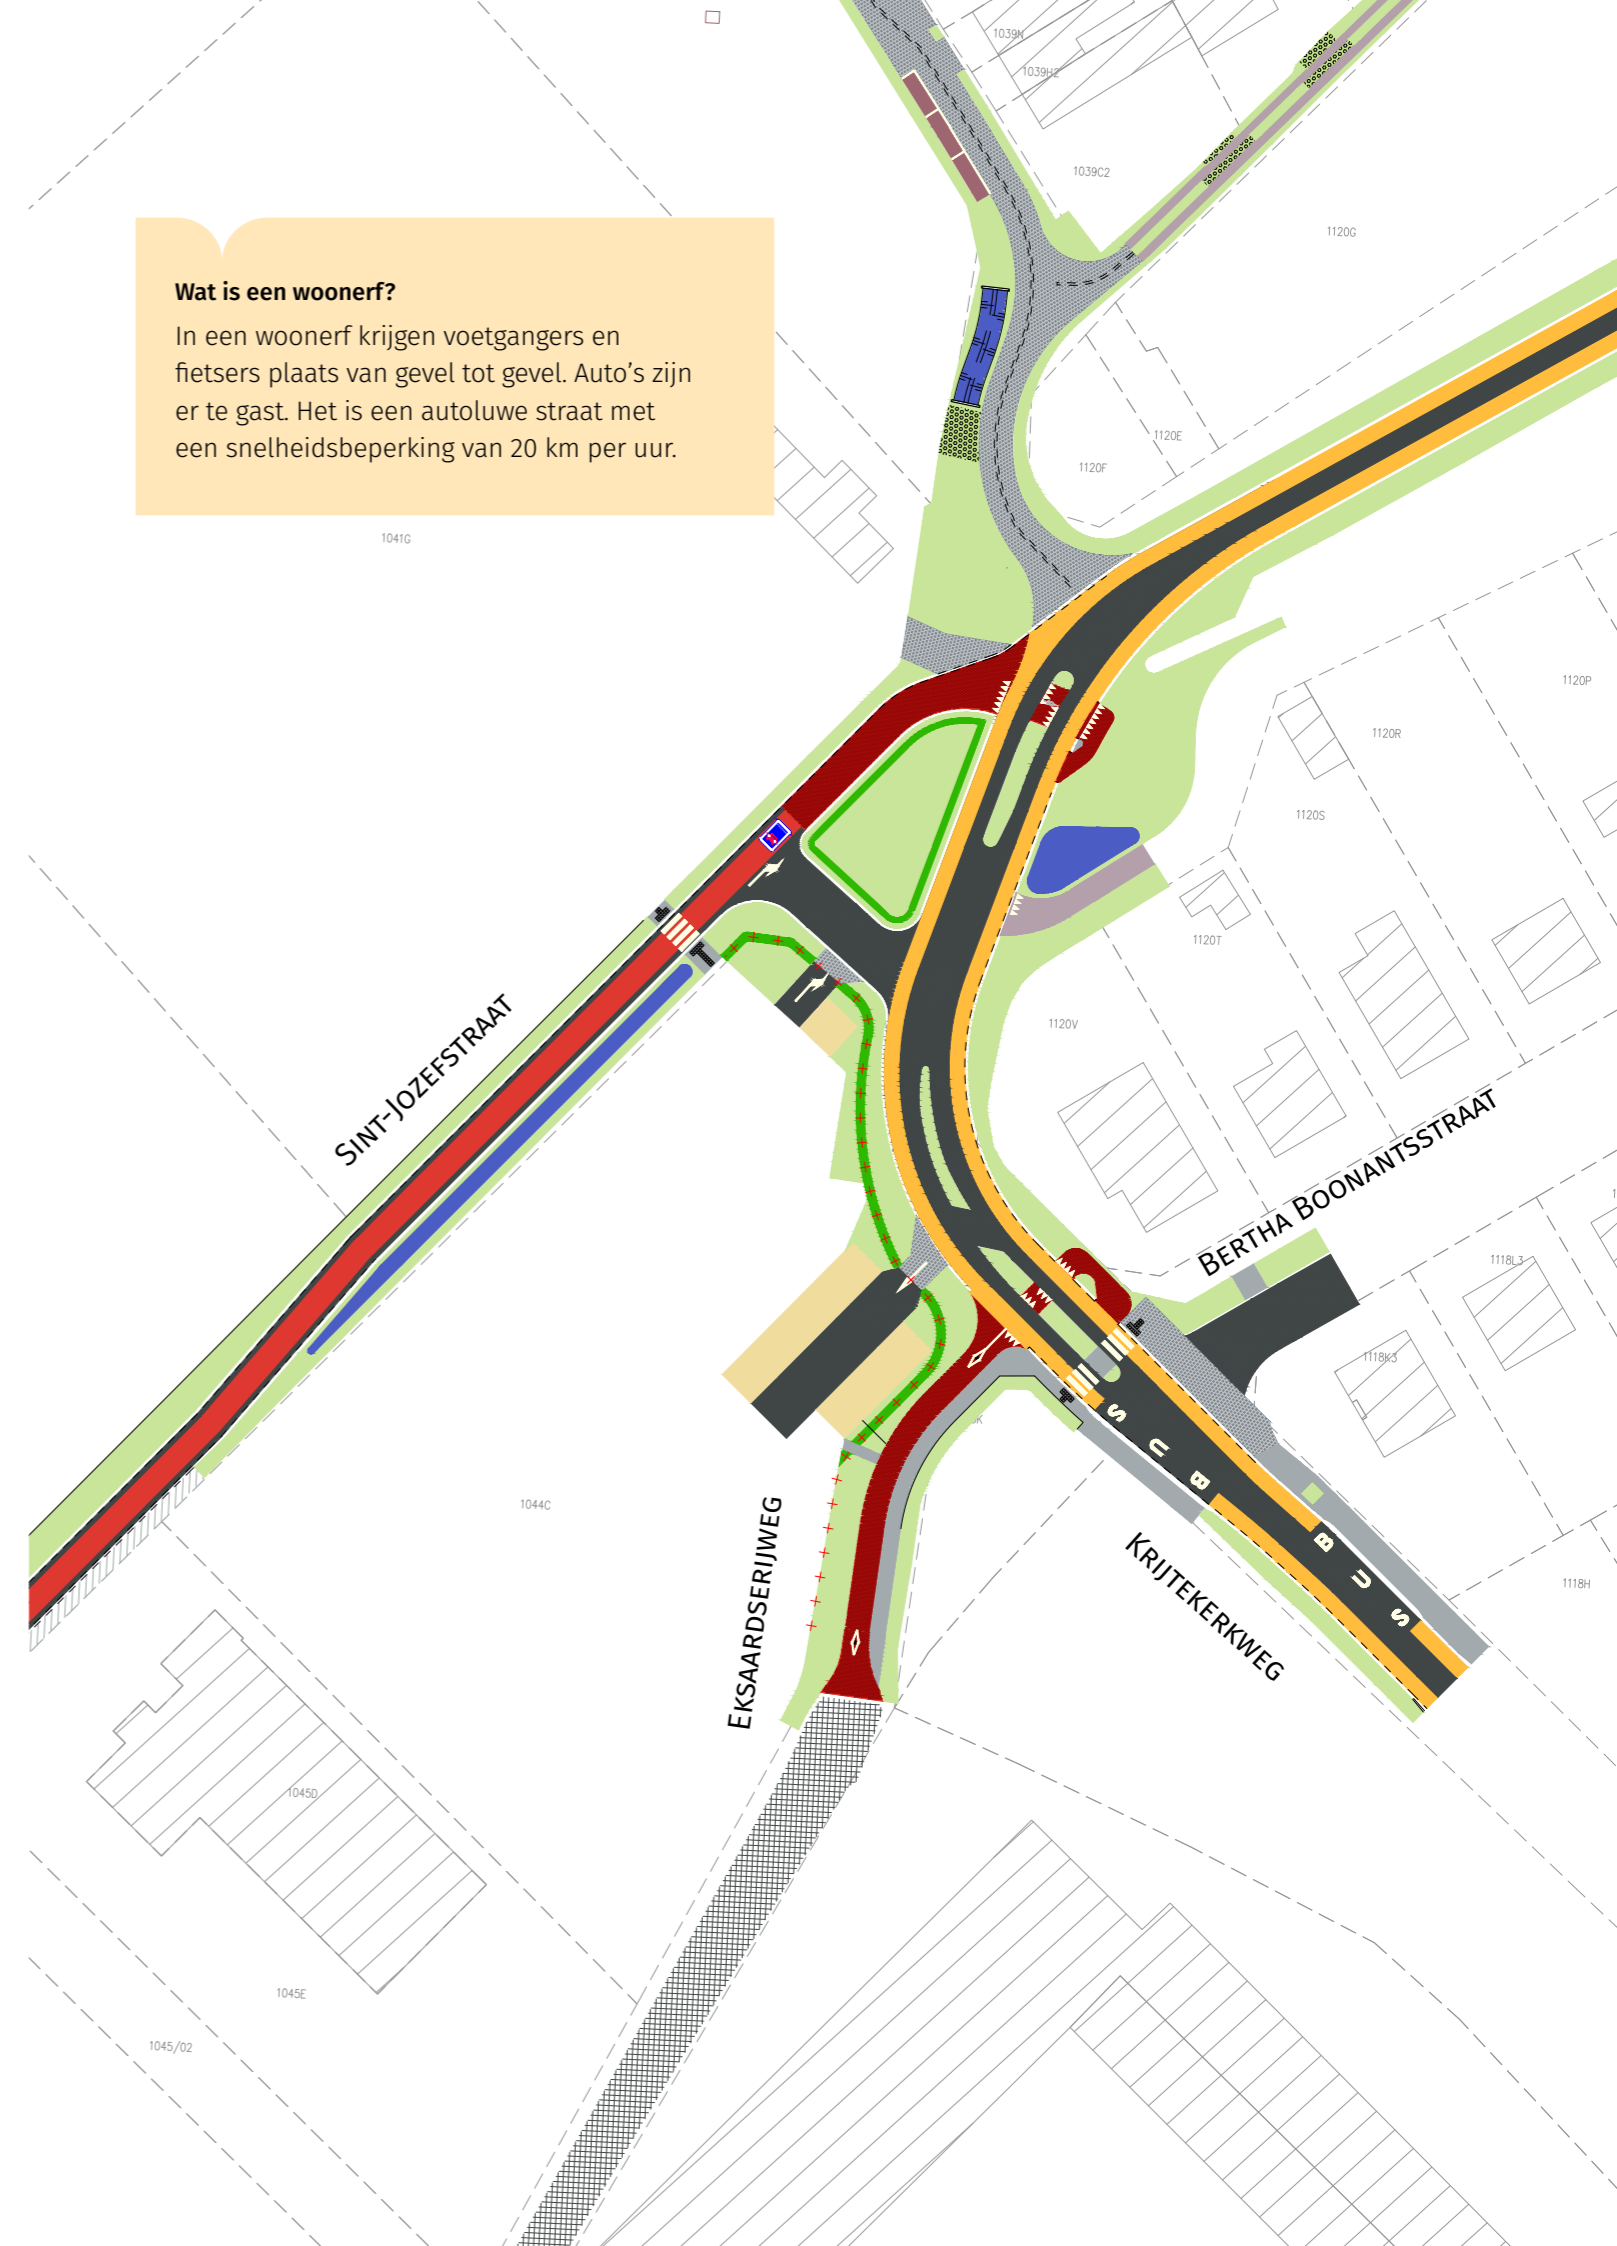 1039N
1039H2
1039C2
1120G
Wat is een woonerf?
In een woonerf krijgen voetgangers en
fietsers plaats van gevel tot gevel. Auto’s zijn
er te gast. Het is een autoluwe straat met
een snelheidsbeperking van 20 km per uur.
1120E
1120F
1041G
1120P
1120R
1120S
1120T
1120V
SINT-JOZEFSTRAAT
BERTHA BOONANTSSTRAAT
1118L3
1118K3
BUS
BUS
1044C
EKSAARDSERIJWEG
KRIJTEKERKWEG
1118H
1045D
1045E
1045/02